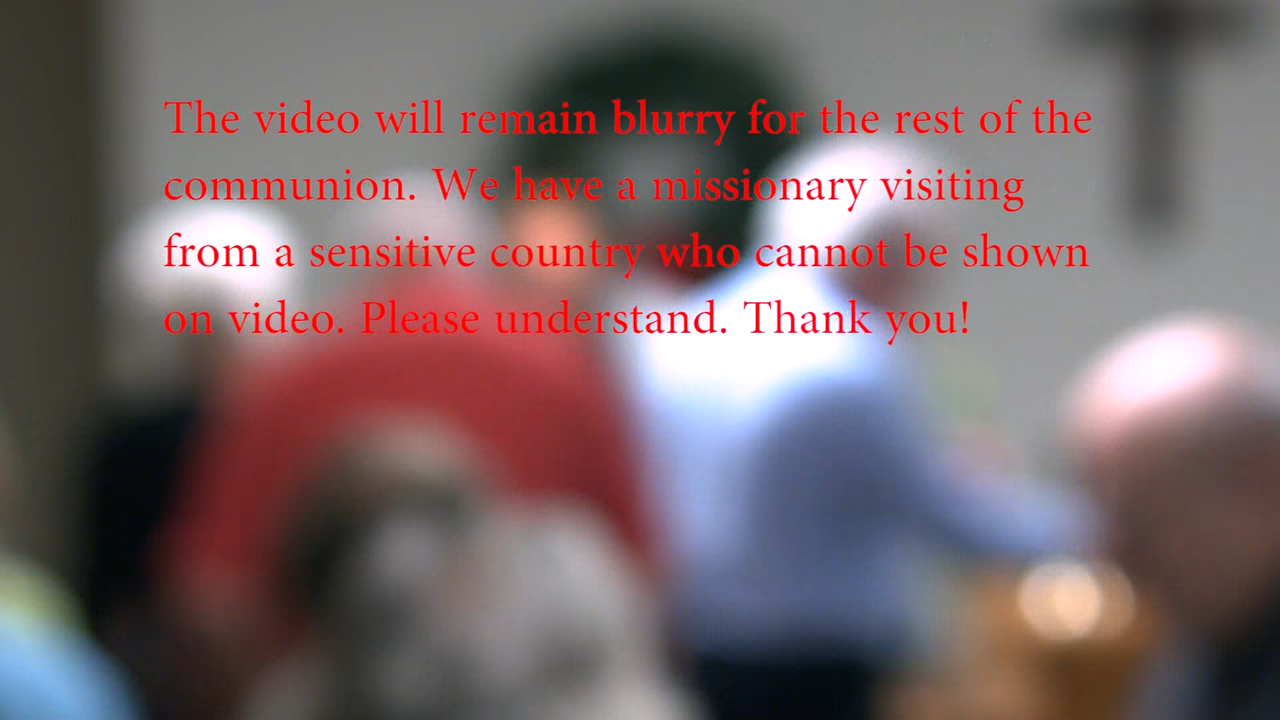 The video will remain blurry for the rest of the
communion. We have a missionary visiting
from a sensitive country who cannot be shown
on video. Please understand. Thank you!